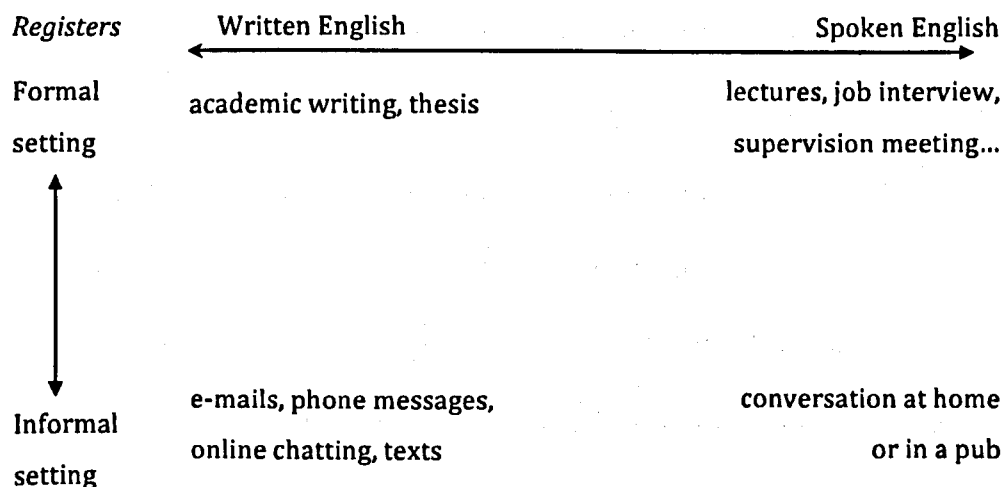 Registers Written English Spoken English
Formal setting
academic writing, thesis
lectures, job interview,
supervision meeting...
Informal setting
e-mails, phone messages,
online chatting, texts
conversation at home
or in a pub